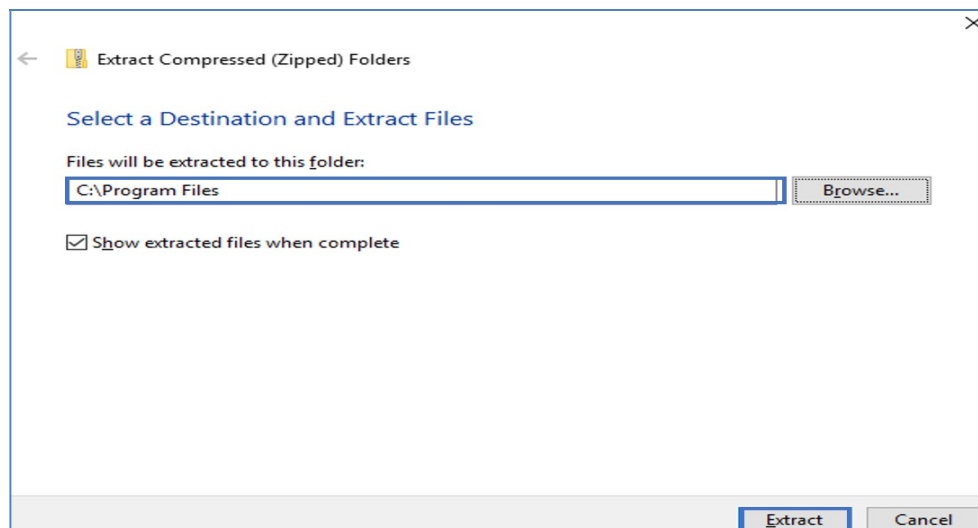 Extract Compressed (Zipped) Folders
Select a Destination and Extract Files
Files will be extracted to this folder:
C:\Program Files
Browse...
Show extracted files when complete
Extract
Cancel